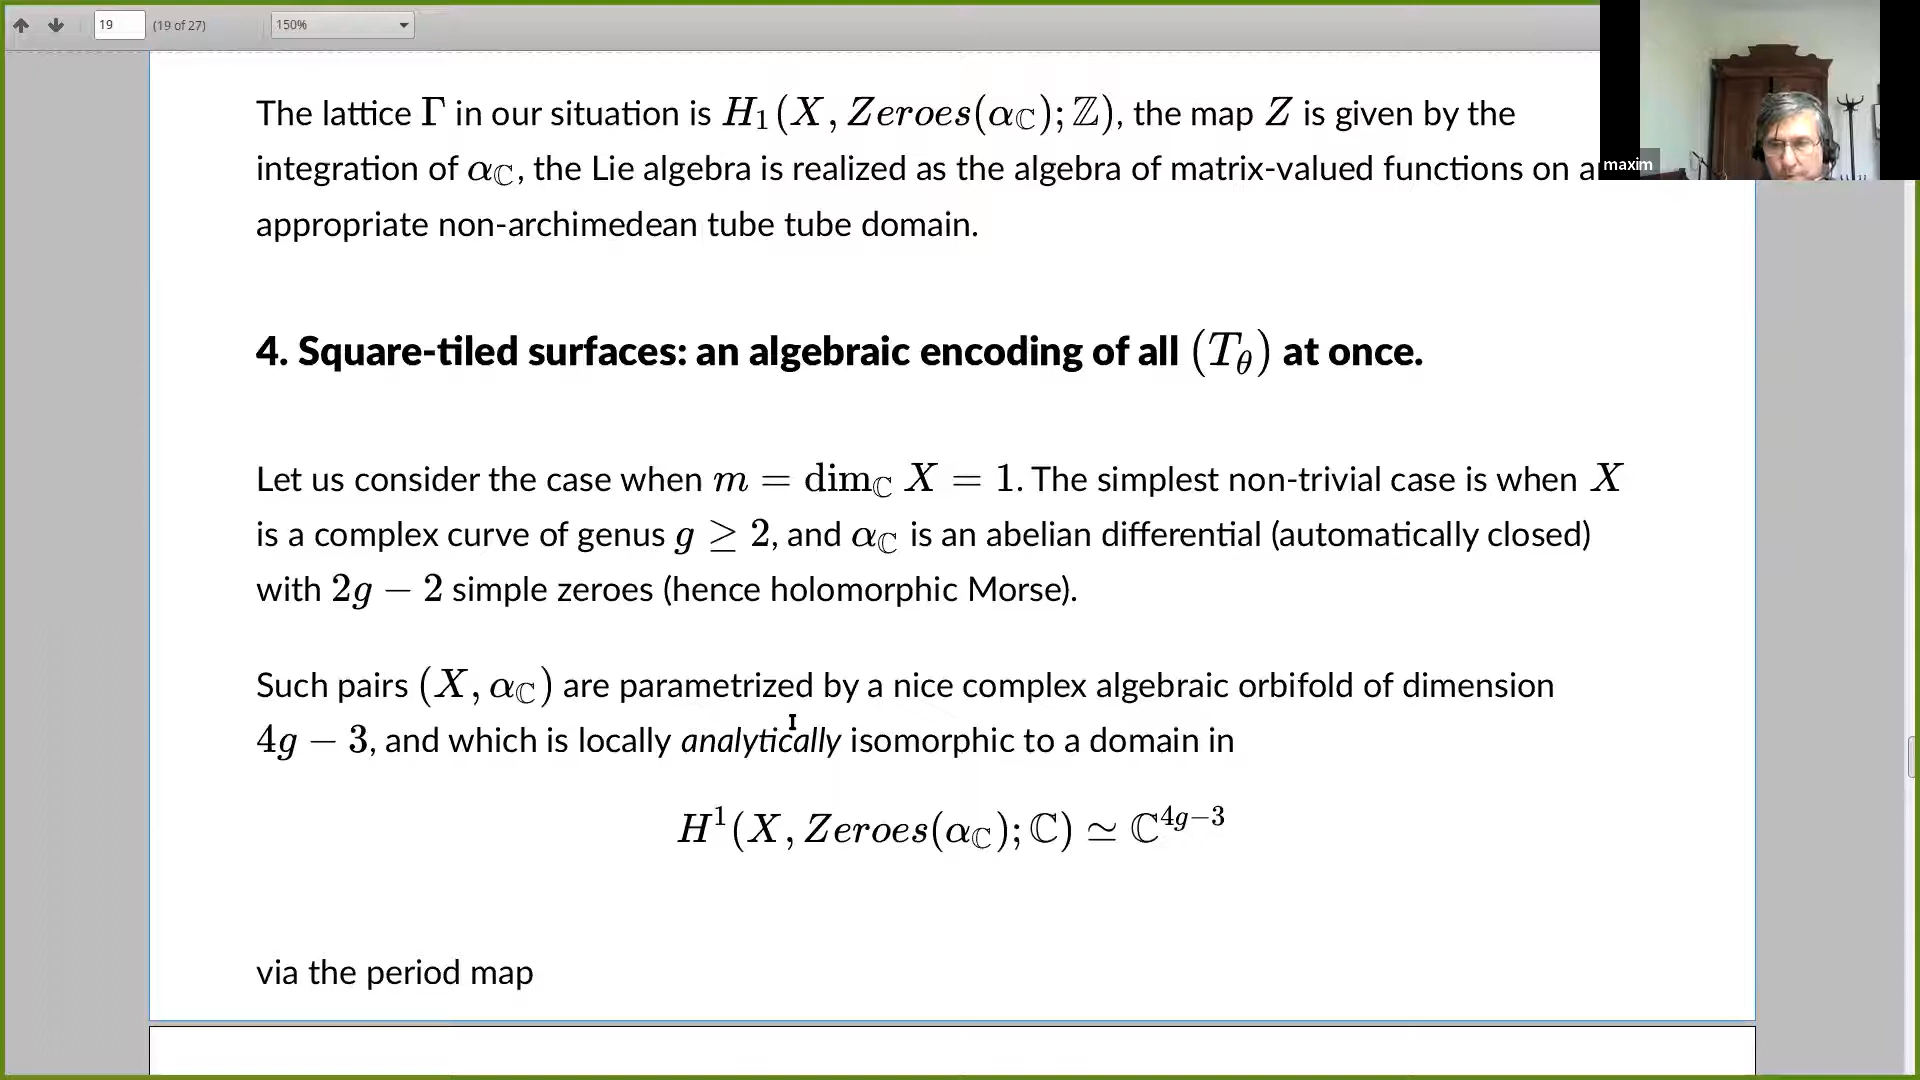 19 (19 of 27) 150%
maxim
The lattice Γ in our situation is H₁(X, Zeroes(α_ℂ); ℤ), the map Z is given by the
integration of α_ℂ, the Lie algebra is realized as the algebra of matrix-valued functions on a
appropriate non-archimedean tube tube domain.
4. Square-tiled surfaces: an algebraic encoding of all (T_θ) at once.
Let us consider the case when m = dim_ℂ X = 1. The simplest non-trivial case is when X
is a complex curve of genus g ≥ 2, and α_ℂ is an abelian differential (automatically closed)
with 2g − 2 simple zeroes (hence holomorphic Morse).
Such pairs (X, α_ℂ) are parametrized by a nice complex algebraic orbifold of dimension
4g − 3, and which is locally analytically isomorphic to a domain in
H¹(X, Zeroes(α_ℂ); ℂ) ≃ ℂ^{4g−3}
via the period map